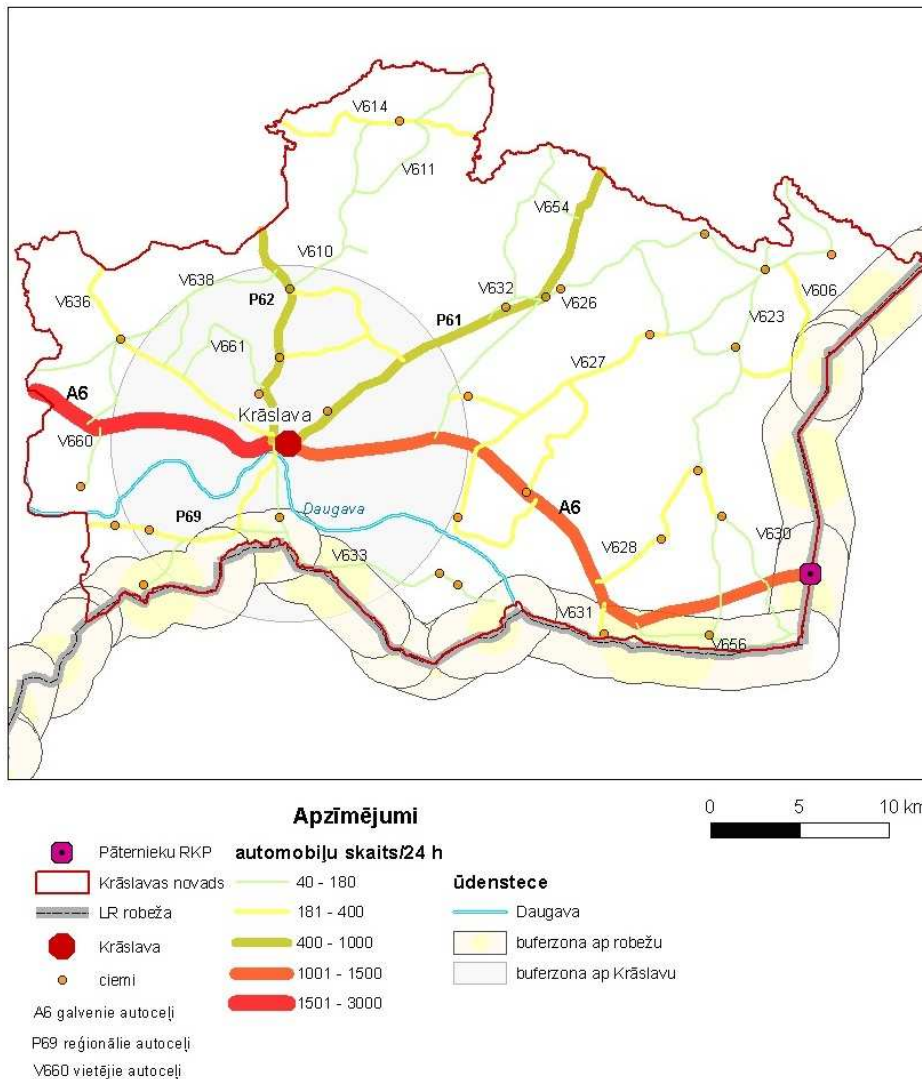 V614
V611
V654
V610
V606
V638
V636
P62
V632
V626
P61
V623
V661
V627
A6
Krāslava
V660
A6
Daugava
P69
V630
V628
V633
V631
V656
0 5 10 km
Apzīmējumi
Pāternieku RKP
Krāslavas novads
LR robeža
Krāslava
ciemi
A6 galvenie autoceļi
P69 reģionālie autoceļi
V660 vietējie autoceļi
automobiļu skaits/24 h
40 - 180
181 - 400
400 - 1000
1001 - 1500
1501 - 3000
ūdenstece
Daugava
buferzona ap robežu
buferzona ap Krāslavu